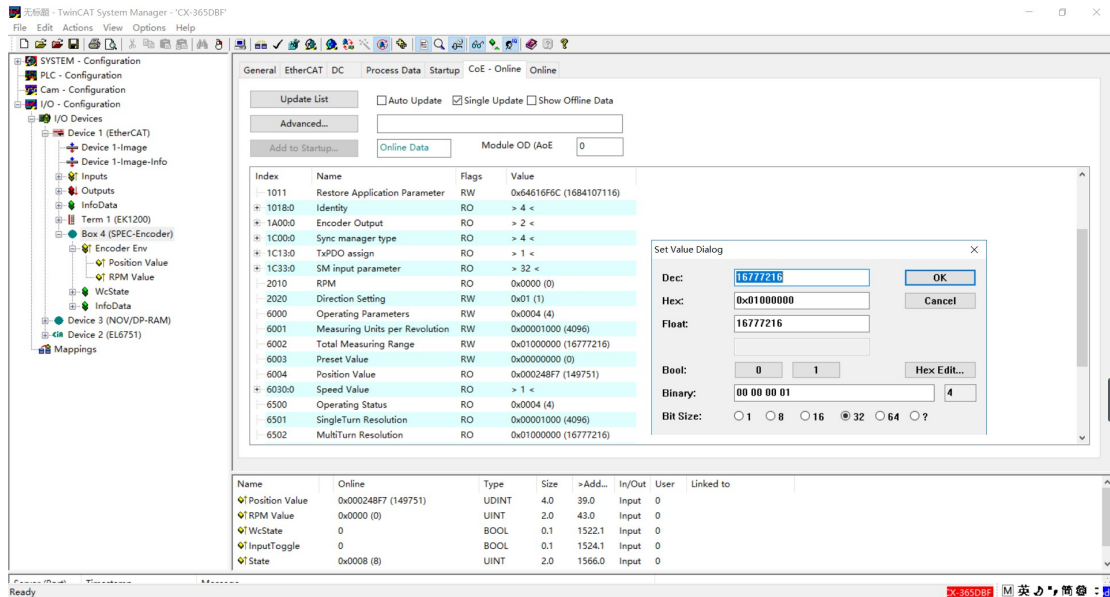 无标题 - TwinCAT System Manager - 'CX-365DBF'
File Edit Actions View Options Help
SYSTEM - Configuration
PLC - Configuration
Cam - Configuration
I/O - Configuration
I/O Devices
Device 1 (EtherCAT)
Device 1-Image
Device 1-Image-Info
Inputs
Outputs
InfoData
Term 1 (EK1200)
Box 4 (SPEC-Encoder)
Encoder Env
Position Value
RPM Value
WcState
InfoData
Device 3 (NOV/DP-RAM)
Device 2 (EL6751)
Mappings
General EtherCAT DC Process Data Startup CoE - Online Online
Update List Auto Update Single Update Show Offline Data
Advanced...
Add to Startup... Online Data Module OD (AoE 0
Index Name Flags Value
1011 Restore Application Parameter RW 0x64616F6C (1684107116)
1018:0 Identity RO > 4 <
1A00:0 Encoder Output RO > 2 <
1C00:0 Sync manager type RO > 4 <
1C13:0 TxPDO assign RO > 1 <
1C33:0 SM input parameter RO > 32 <
2010 RPM RO 0x0000 (0)
2020 Direction Setting RW 0x01 (1)
6000 Operating Parameters RW 0x0004 (4)
6001 Measuring Units per Revolution RW 0x00001000 (4096)
6002 Total Measuring Range RW 0x01000000 (16777216)
6003 Preset Value RW 0x00000000 (0)
6004 Position Value RO 0x000248F7 (149751)
6030:0 Speed Value RO > 1 <
6500 Operating Status RO 0x0004 (4)
6501 SingleTurn Resolution RO 0x00001000 (4096)
6502 MultiTurn Resolution RO 0x01000000 (16777216)
Set Value Dialog
Dec: 16777216 OK
Hex: 0x01000000 Cancel
Float: 16777216
Bool: 0 1 Hex Edit...
Binary: 00 00 00 01 4
Bit Size: 1 8 16 32 64 ?
Name Online Type Size >Add... In/Out User Linked to
Position Value 0x000248F7 (149751) UDINT 4.0 39.0 Input 0
RPM Value 0x0000 (0) UINT 2.0 43.0 Input 0
WcState 0 BOOL 0.1 1522.1 Input 0
InputToggle 0 BOOL 0.1 1524.1 Input 0
State 0x0008 (8) UINT 2.0 1566.0 Input 0
Ready CX-365DBF M 英 简